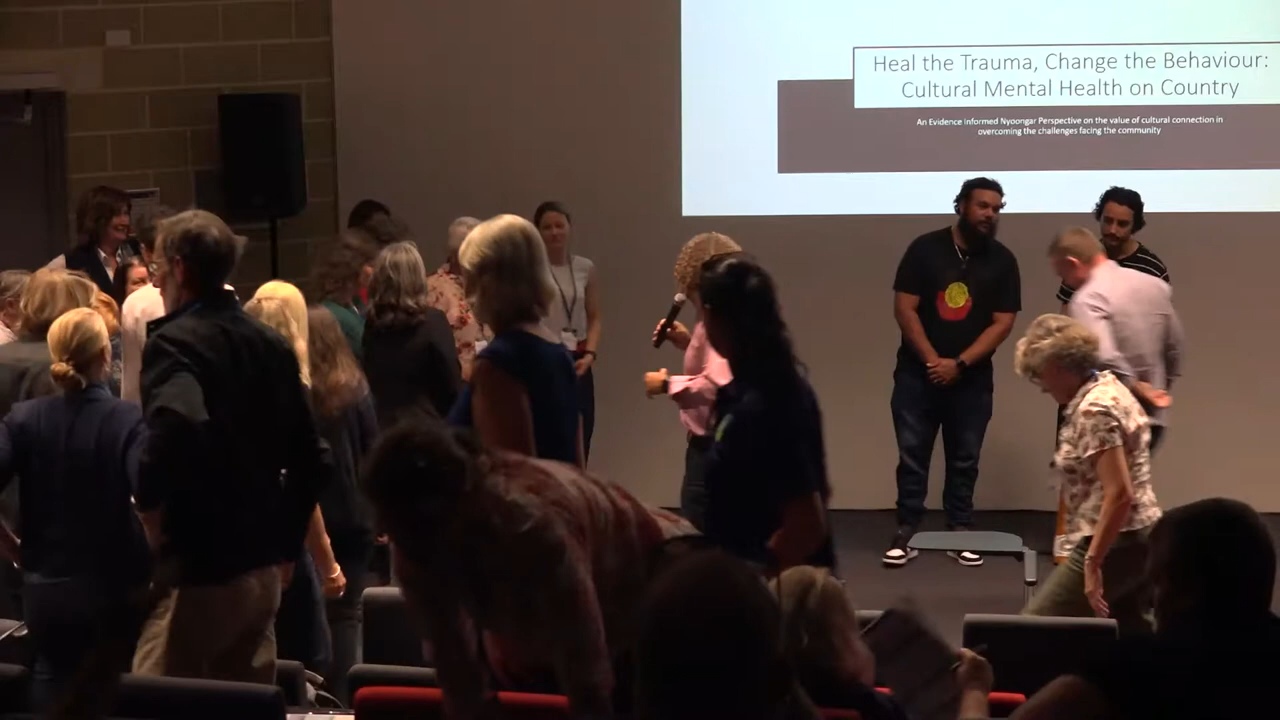 Heal the Trauma, Change the Behaviour:
Cultural Mental Health on Country
An Evidence Informed Nyoongar Perspective on the value of cultural connection in
overcoming the challenges facing the community